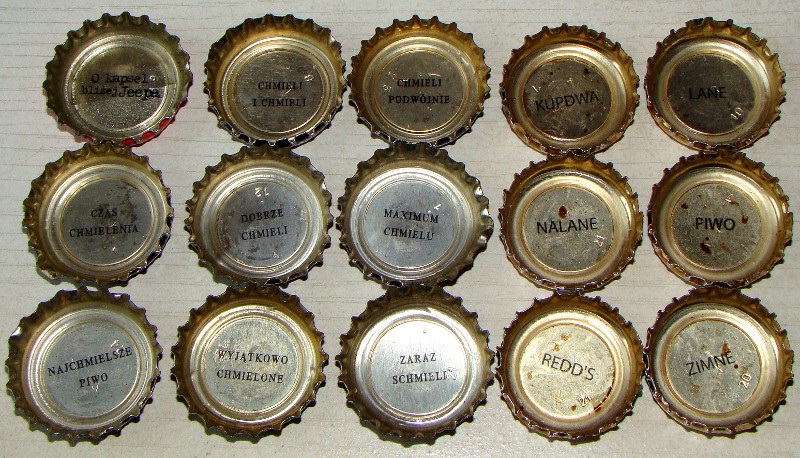 O kapsel
bliżej Jeepa
CHMIELI
I CHMIELI
CHMIELI
PODWÓJNIE
KUPDWA
LANE
CZAS
CHMIELENIA
DOBRZE
CHMIELI
MAXIMUM
CHMIELU
NALANE
PIWO
NAJCHMIELSZE
PIWO
WYJĄTKOWO
CHMIELONE
ZARAZ
SCHMIELI
REDD'S
ZIMNE